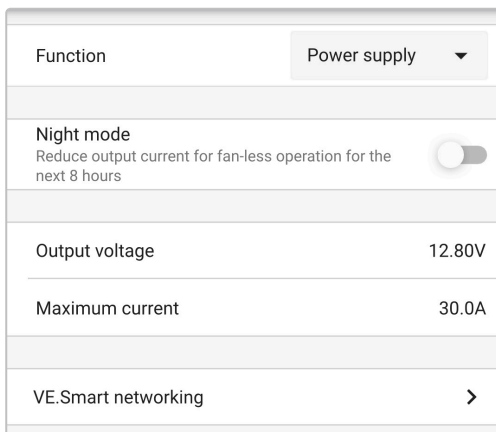 Function
Power supply
Night mode
Reduce output current for fan-less operation for the
next 8 hours
Output voltage
12.80V
Maximum current
30.0A
VE.Smart networking